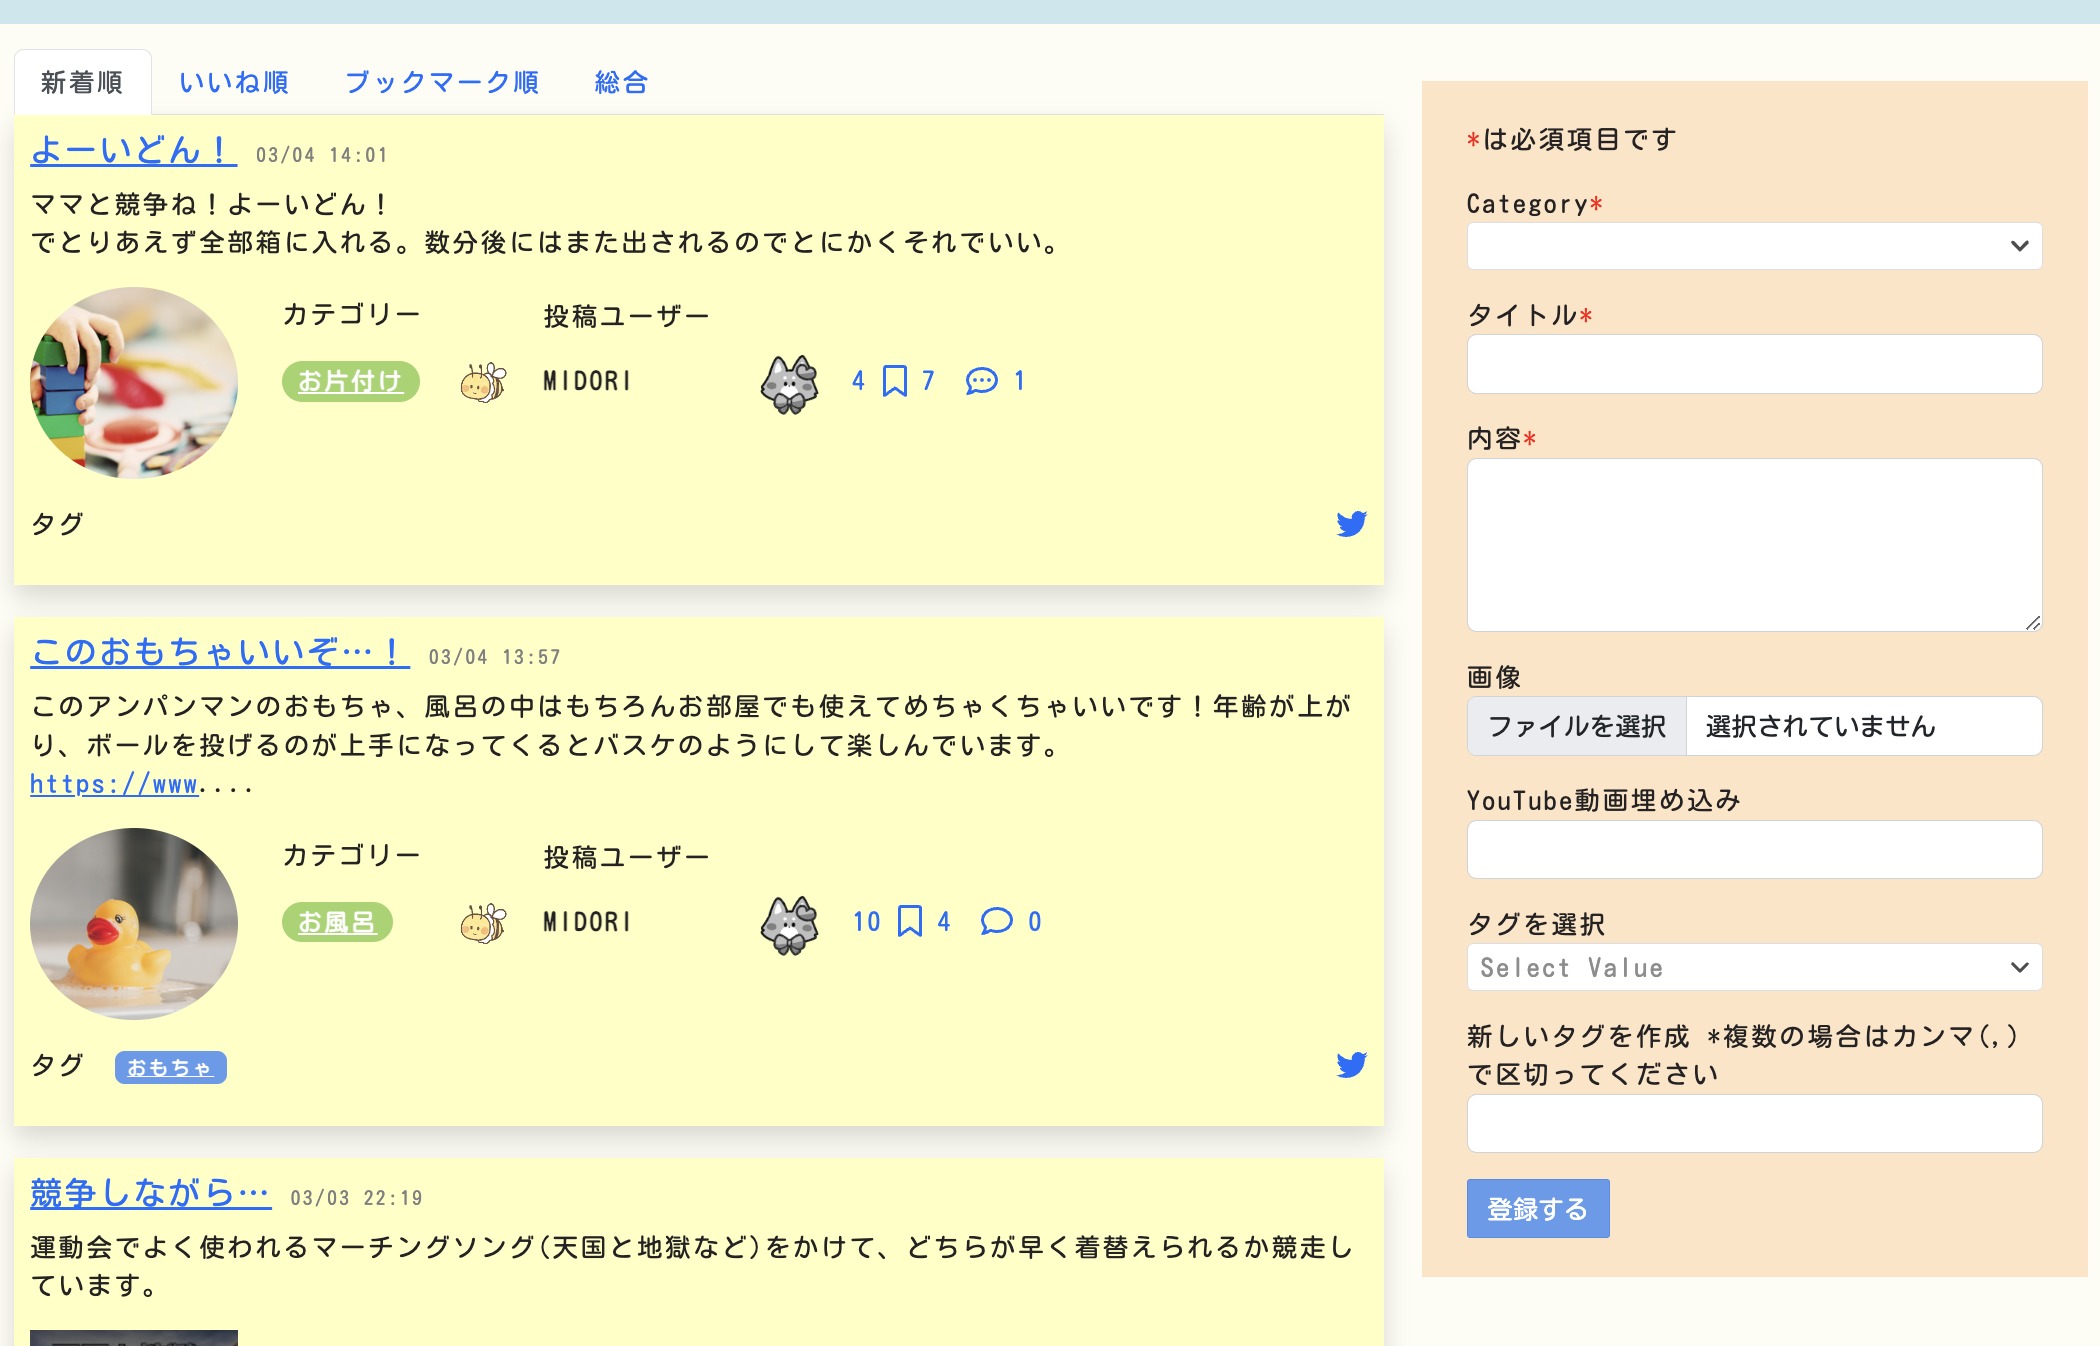 新着順 いいね順 ブックマーク順 総合
よーいどん！ 03/04 14:01
ママと競争ね！よーいどん！
でとりあえず全部箱に入れる。数分後にはまた出されるのでとにかくそれでいい。
カテゴリー 投稿ユーザー
お片付け MIDORI 4 7 1
タグ
このおもちゃいいぞ…！ 03/04 13:57
このアンパンマンのおもちゃ、風呂の中はもちろんお部屋でも使えてめちゃくちゃいいです！年齢が上が
り、ボールを投げるのが上手になってくるとバスケのようにして楽しんでいます。
https://www....
カテゴリー 投稿ユーザー
お風呂 MIDORI 10 4 0
タグ おもちゃ
競争しながら… 03/03 22:19
運動会でよく使われるマーチングソング(天国と地獄など)をかけて、どちらが早く着替えられるか競走し
ています。
*は必須項目です
Category*
タイトル*
内容*
画像
ファイルを選択 選択されていません
YouTube動画埋め込み
タグを選択
Select Value
新しいタグを作成 *複数の場合はカンマ(,)
で区切ってください
登録する